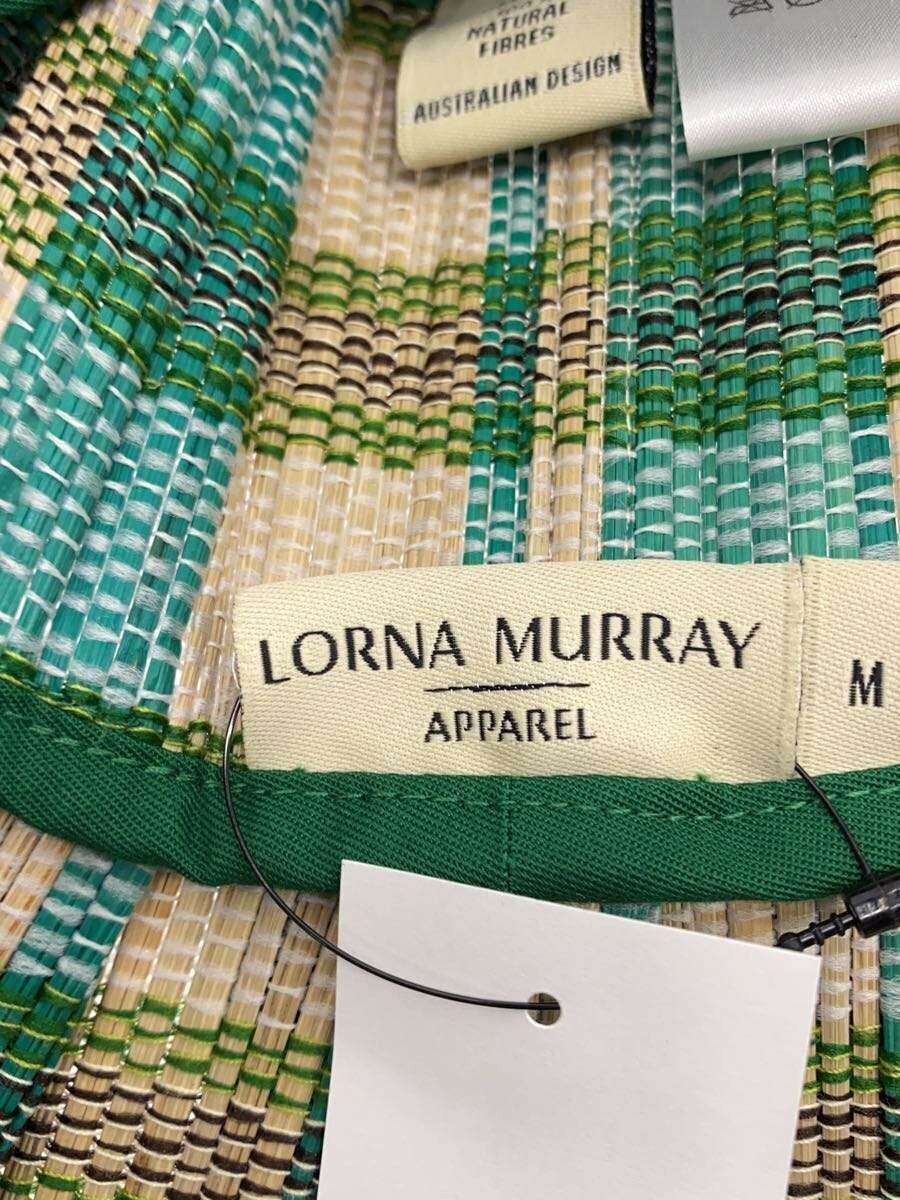 NATURAL
FIBRES
AUSTRALIAN DESIGN
LORNA MURRAY
APPAREL
M